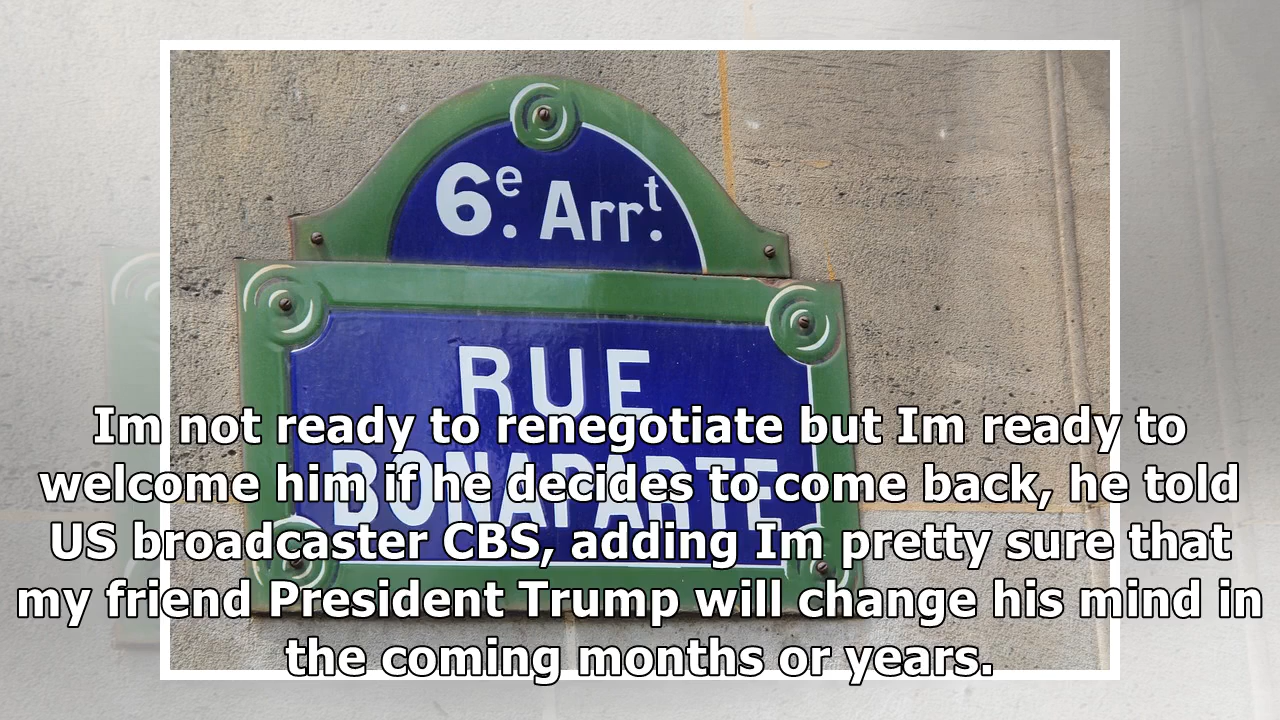 6e. Arrt.
RUE
BONAPARTE
Im not ready to renegotiate but Im ready to
welcome him if he decides to come back, he told
US broadcaster CBS, adding Im pretty sure that
my friend President Trump will change his mind in
the coming months or years.